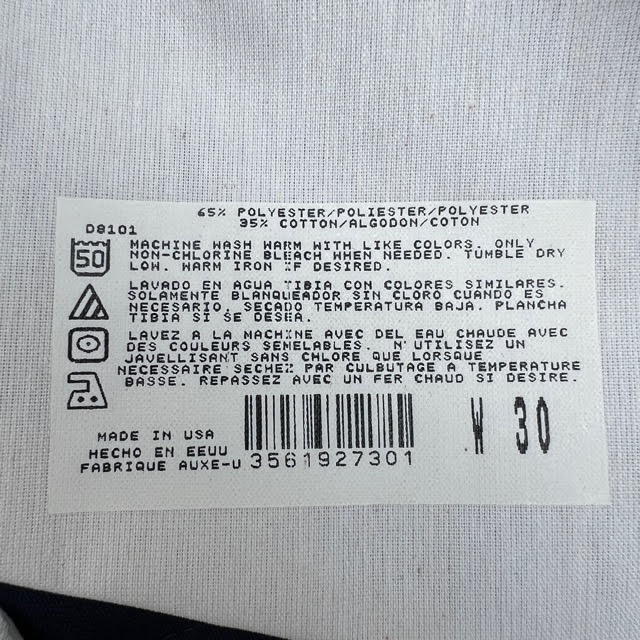 65% POLYESTER/POLIESTER/POLYESTER
35% COTTON/ALGODON/COTON
D8101
50
MACHINE WASH WARM WITH LIKE COLORS. ONLY
NON-CHLORINE BLEACH WHEN NEEDED. TUMBLE DRY
LOW. WARM IRON IF DESIRED.
LAVADO EN AGUA TIBIA CON COLORES SIMILARES.
SOLAMENTE BLANQUEADOR SIN CLORO CUANDO ES
NECESARIO. SECADO TEMPERATURA BAJA. PLANCHA
TIBIA SI SE DESEA.
LAVEZ A LA MACHINE AVEC DEL EAU CHAUDE AVEC
DES COULEURS SEMELABLES. N'UTILISEZ UN
JAVELLISANT SANS CHLORE QUE LORSQUE
NECESSAIRE SECHEZ PAR CULBUTAGE A TEMPERATURE
BASSE. REPASSEZ AVEC UN FER CHAUD SI DESIRE.
MADE IN USA
HECHO EN EEUU
FABRIQUE AUXE-U
3561927301
W 30